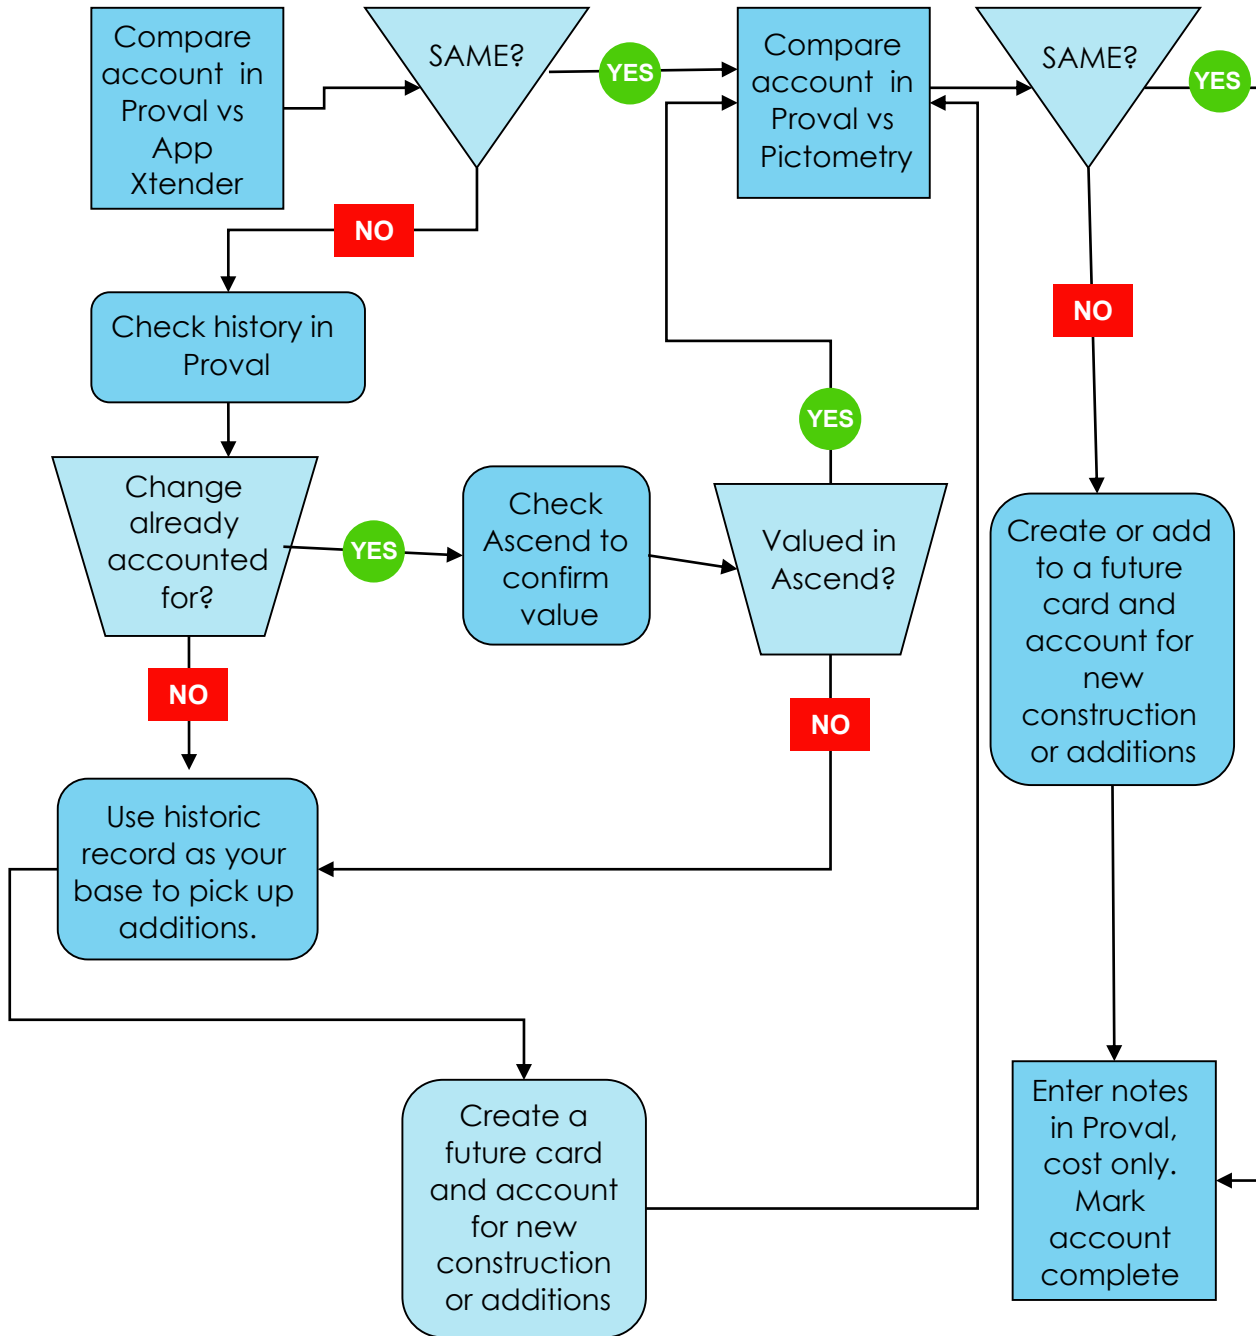 Compare
account in
Proval vs
App
Xtender
SAME?
YES
Compare
account in
Proval vs
Pictometry
SAME?
YES
NO
NO
Check history in
Proval
YES
Change
already
accounted
for?
YES
Check
Ascend to
confirm
value
Valued in
Ascend?
Create or add
to a future
card and
account for
new
construction
or additions
NO
NO
Use historic
record as your
base to pick up
additions.
Create a
future card
and account
for new
construction
or additions
Enter notes
in Proval,
cost only.
Mark
account
complete